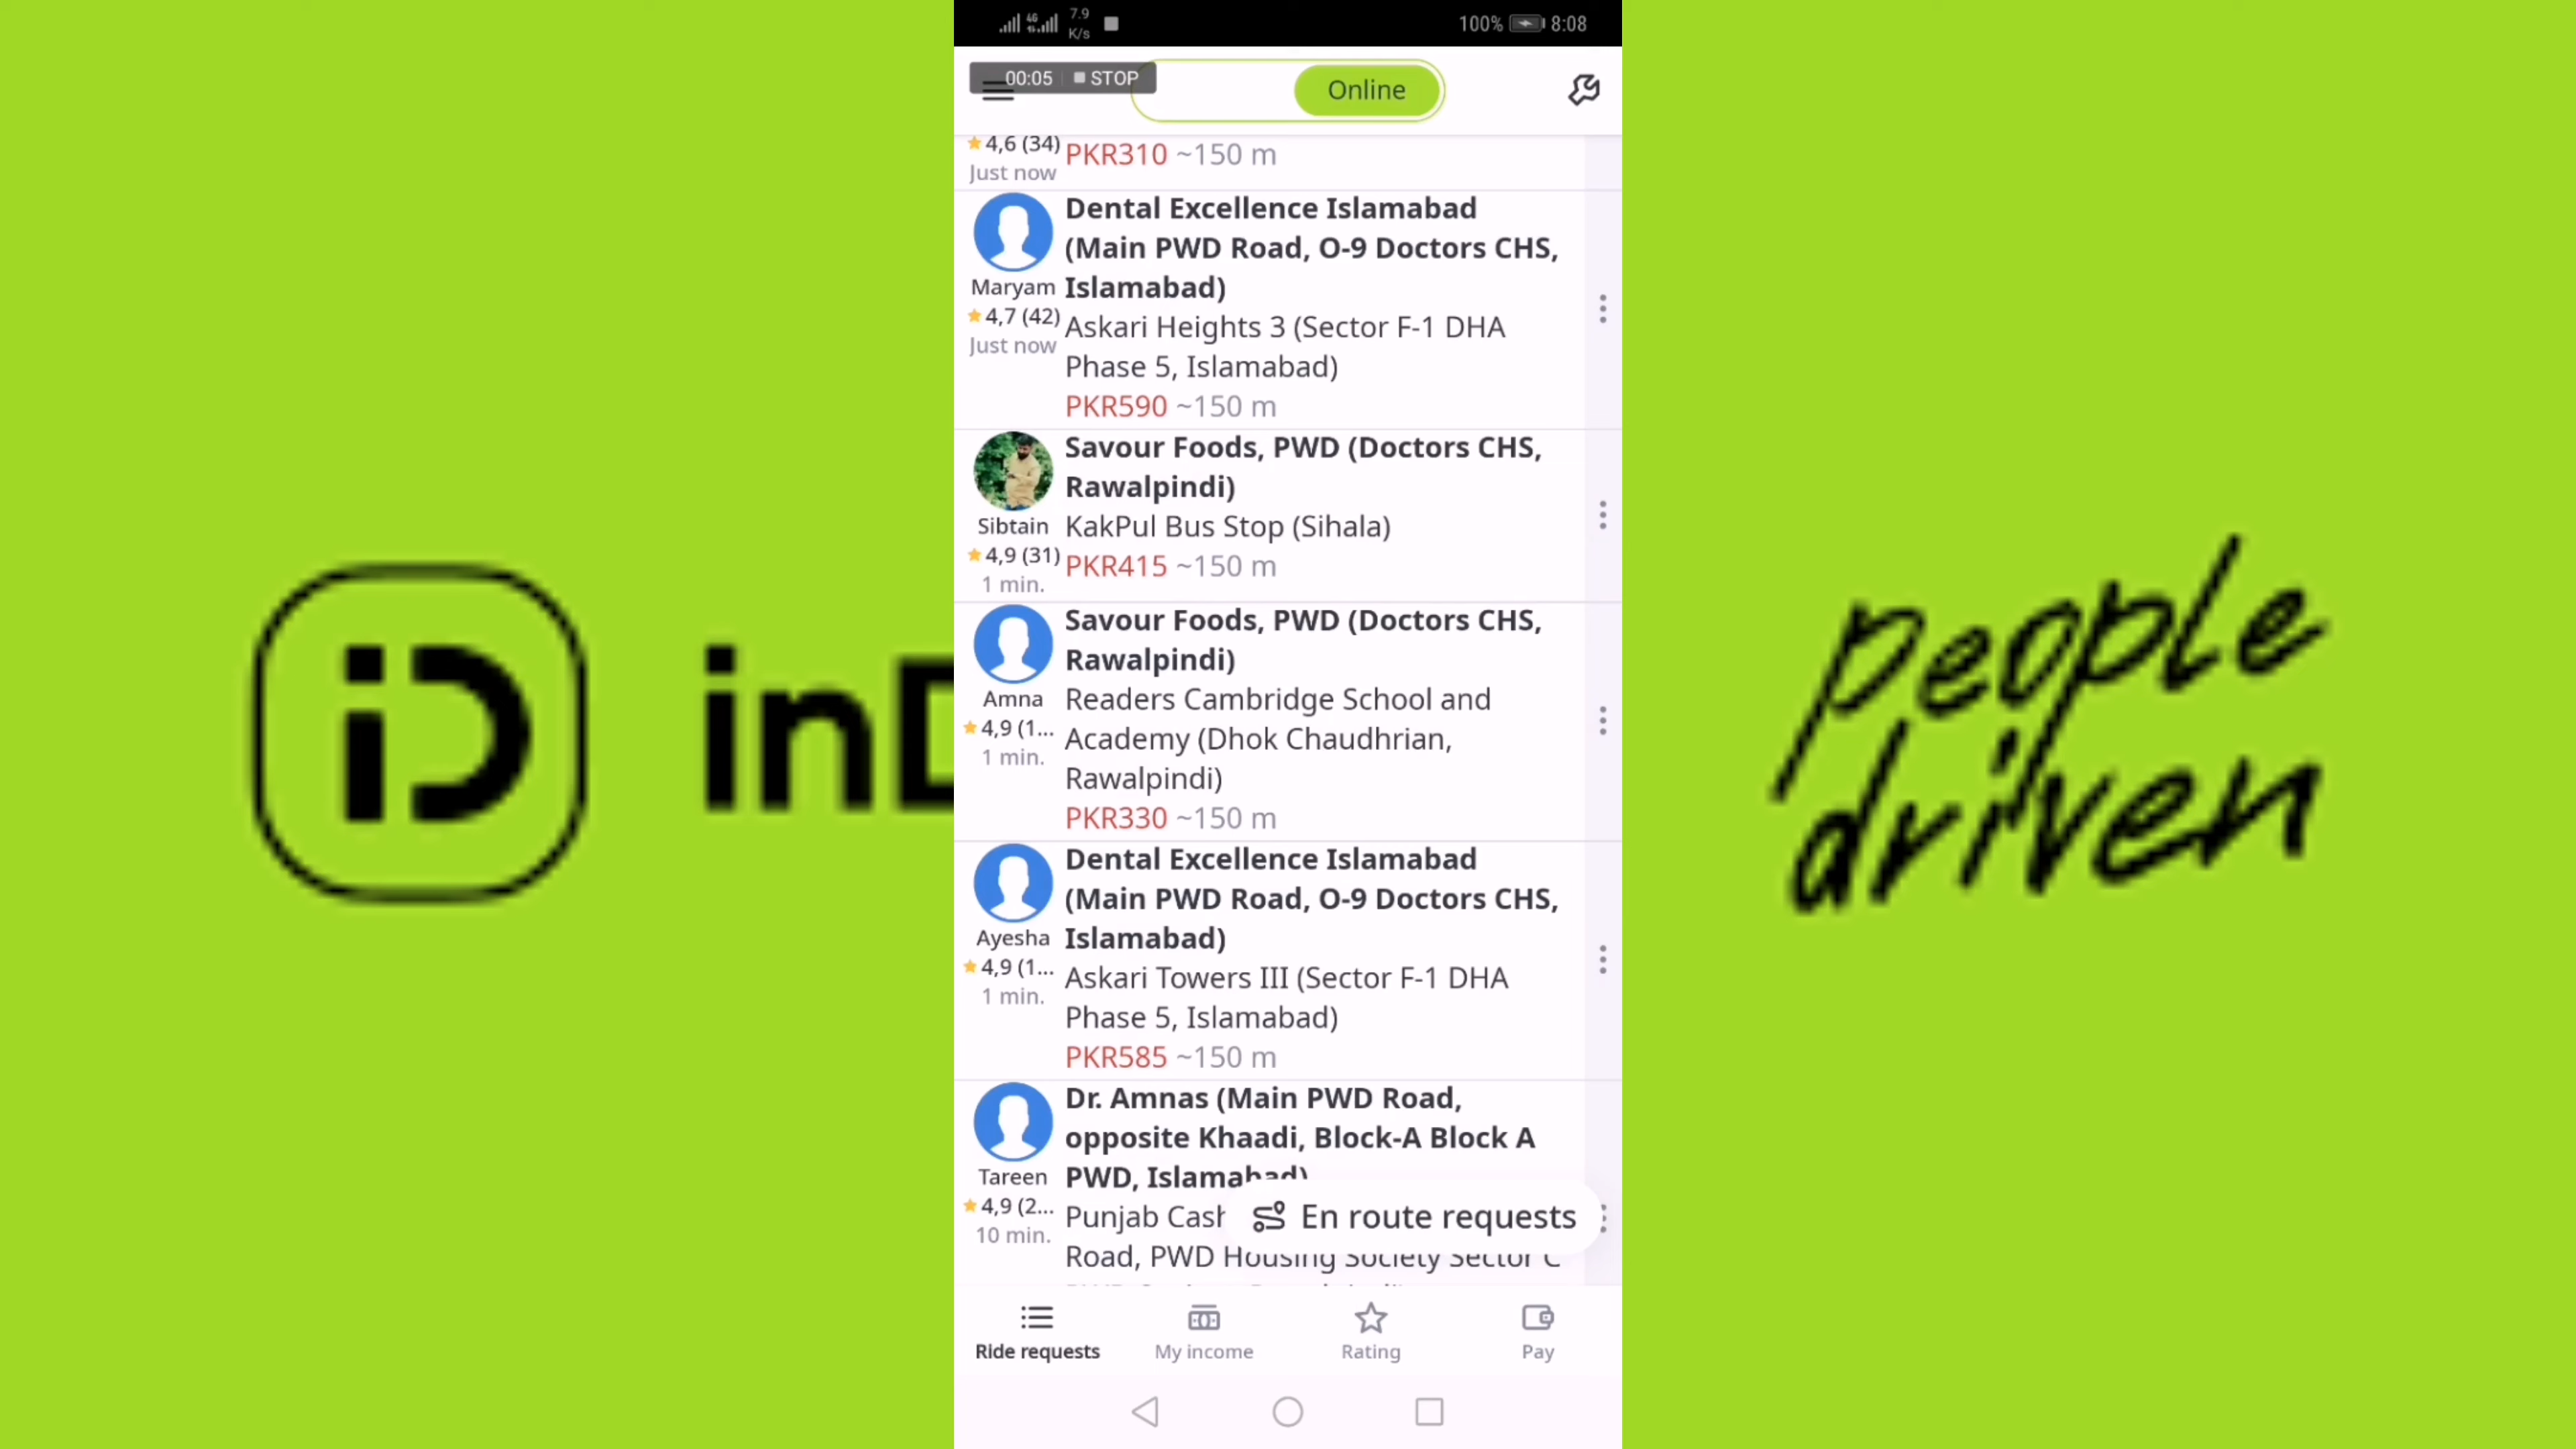 7.9
4G
K/s
100%
8:08
00:05 STOP
Online
4,6 (34)
PKR310 ~150 m
Just now
Dental Excellence Islamabad
(Main PWD Road, O-9 Doctors CHS,
Islamabad)
Maryam
4,7 (42)
Askari Heights 3 (Sector F-1 DHA
Just now
Phase 5, Islamabad)
PKR590 ~150 m
Savour Foods, PWD (Doctors CHS,
Rawalpindi)
Sibtain
KakPul Bus Stop (Sihala)
4,9 (31)
PKR415 ~150 m
1 min.
Savour Foods, PWD (Doctors CHS,
Rawalpindi)
Amna
Readers Cambridge School and
4,9 (1...
Academy (Dhok Chaudhrian,
1 min.
Rawalpindi)
PKR330 ~150 m
Dental Excellence Islamabad
(Main PWD Road, O-9 Doctors CHS,
Islamabad)
Ayesha
4,9 (1...
Askari Towers III (Sector F-1 DHA
1 min.
Phase 5, Islamabad)
PKR585 ~150 m
Dr. Amnas (Main PWD Road,
opposite Khaadi, Block-A Block A
PWD, Islamabad)
Tareen
4,9 (2...
Punjab Cash
10 min.
Road, PWD Housing Society Sector C
En route requests
Ride requests
My income
Rating
Pay
iD
inD
people
driven